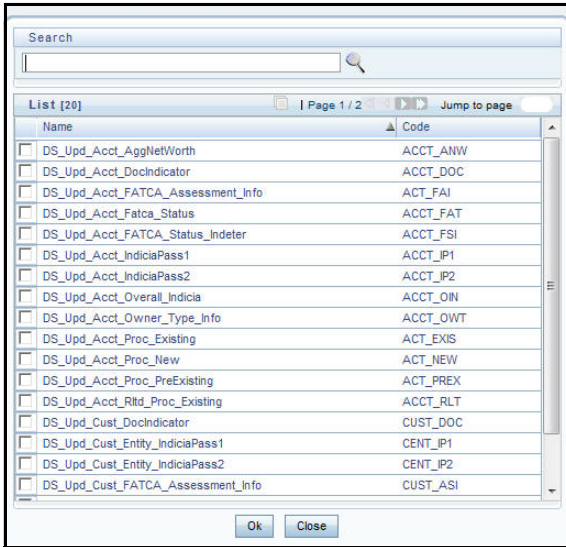 Search
List [20] | Page 1 / 2 Jump to page
Name Code
DS_Upd_Acct_AggNetWorth ACCT_ANW
DS_Upd_Acct_DocIndicator ACCT_DOC
DS_Upd_Acct_FATCA_Assessment_Info ACT_FAI
DS_Upd_Acct_Fatca_Status ACCT_FAT
DS_Upd_Acct_FATCA_Status_Indeter ACCT_FSI
DS_Upd_Acct_IndiciaPass1 ACCT_IP1
DS_Upd_Acct_IndiciaPass2 ACCT_IP2
DS_Upd_Acct_Overall_Indicia ACCT_OIN
DS_Upd_Acct_Owner_Type_Info ACCT_OWT
DS_Upd_Acct_Proc_Existing ACT_EXIS
DS_Upd_Acct_Proc_New ACT_NEW
DS_Upd_Acct_Proc_PreExisting ACT_PREX
DS_Upd_Acct_Rltd_Proc_Existing ACCT_RLT
DS_Upd_Cust_DocIndicator CUST_DOC
DS_Upd_Cust_Entity_IndiciaPass1 CENT_IP1
DS_Upd_Cust_Entity_IndiciaPass2 CENT_IP2
DS_Upd_Cust_FATCA_Assessment_Info CUST_ASI
Ok Close